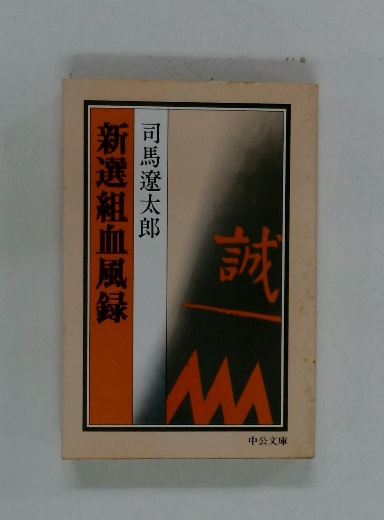 新選組血風録
司馬遼太郎
誠
中公文庫